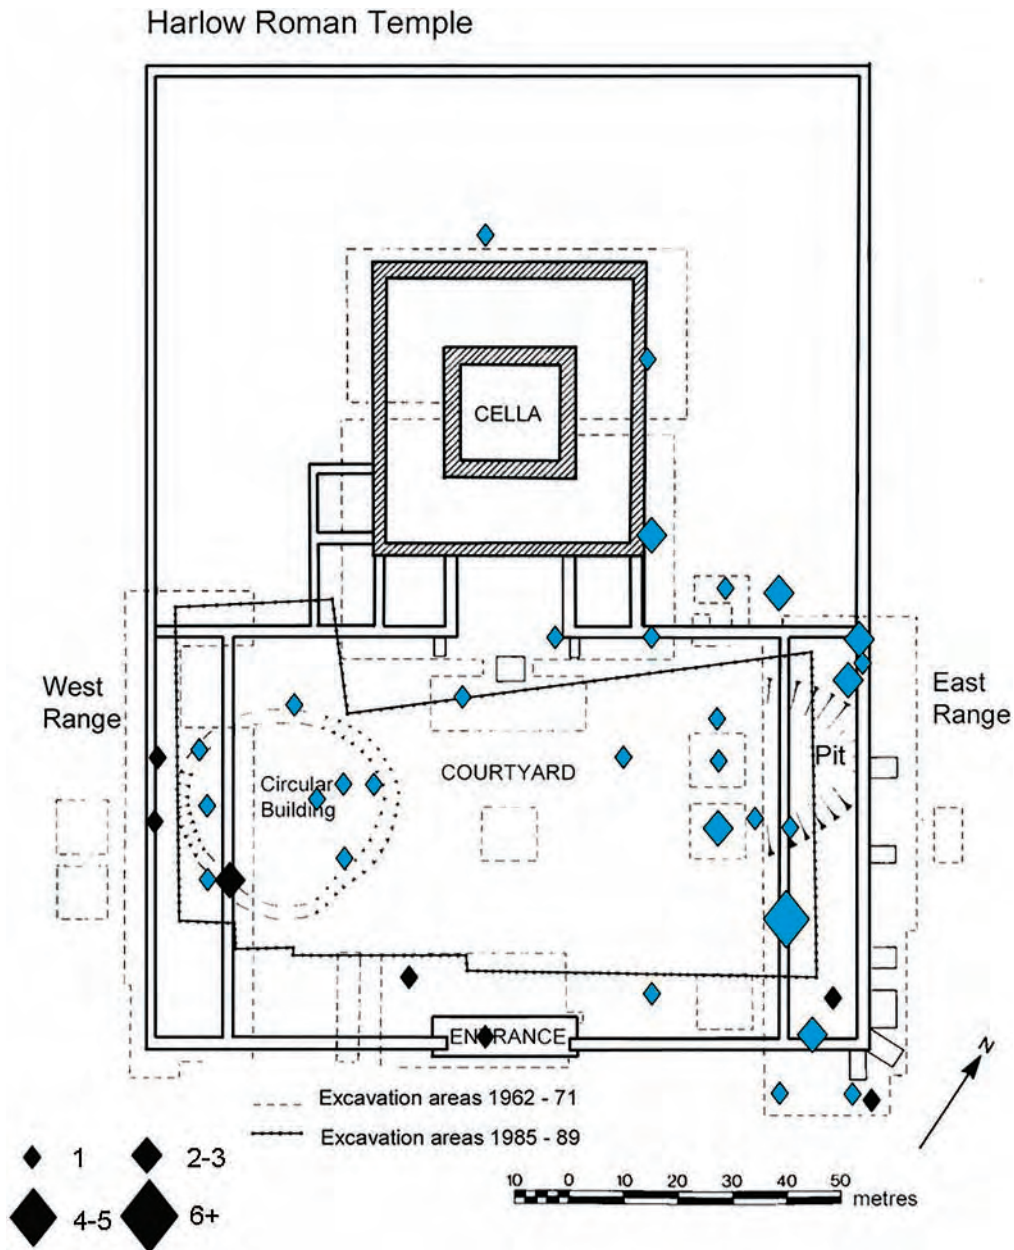 Harlow Roman Temple
CELLA
West
Range
East
Range
Pit
Circular
Building
COURTYARD
ENTRANCE
N
Excavation areas 1962 - 71
Excavation areas 1985 - 89
1
2-3
4-5
6+
10 0 10 20 30 40 50
metres